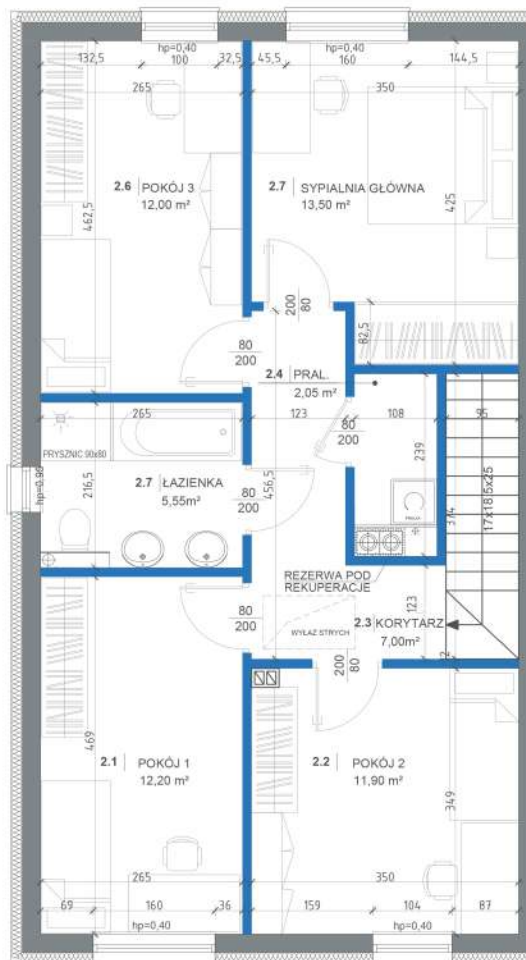 hp=0,40
hp=0,40
132,5
100
32,5
45,5
160
144,5
265
350
2.6 POKÓJ 3
12,00 m²
2.7 SYPIALNIA GŁÓWNA
13,50 m²
462,5
425
200
80
82,5
80
200
2.4 PRAL.
2,05 m²
265
123
108
95
80
200
PRYSZNIC 90x80
hp=0,95
216,5
2.7 ŁAZIENKA
5,55m²
80
200
456,5
239
374
17x18,5x25
PRALKA
REZERWA POD
REKUPERACJE
80
200
WYŁAZ STRYCH
123
2.3 KORYTARZ
7,00m²
2
200
80
469
2.1 POKÓJ 1
12,20 m²
2.2 POKÓJ 2
11,90 m²
349
265
350
69
160
36
159
104
87
hp=0,40
hp=0,40